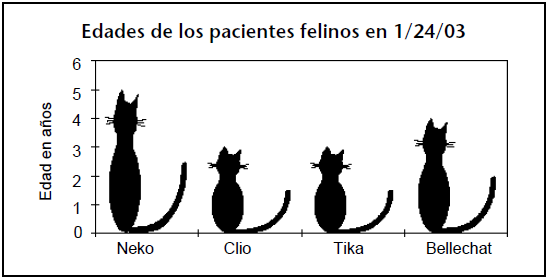 Edades de los pacientes felinos en 1/24/03
Edad en años
6
5
4
3
2
1
0
Neko Clio Tika Bellechat